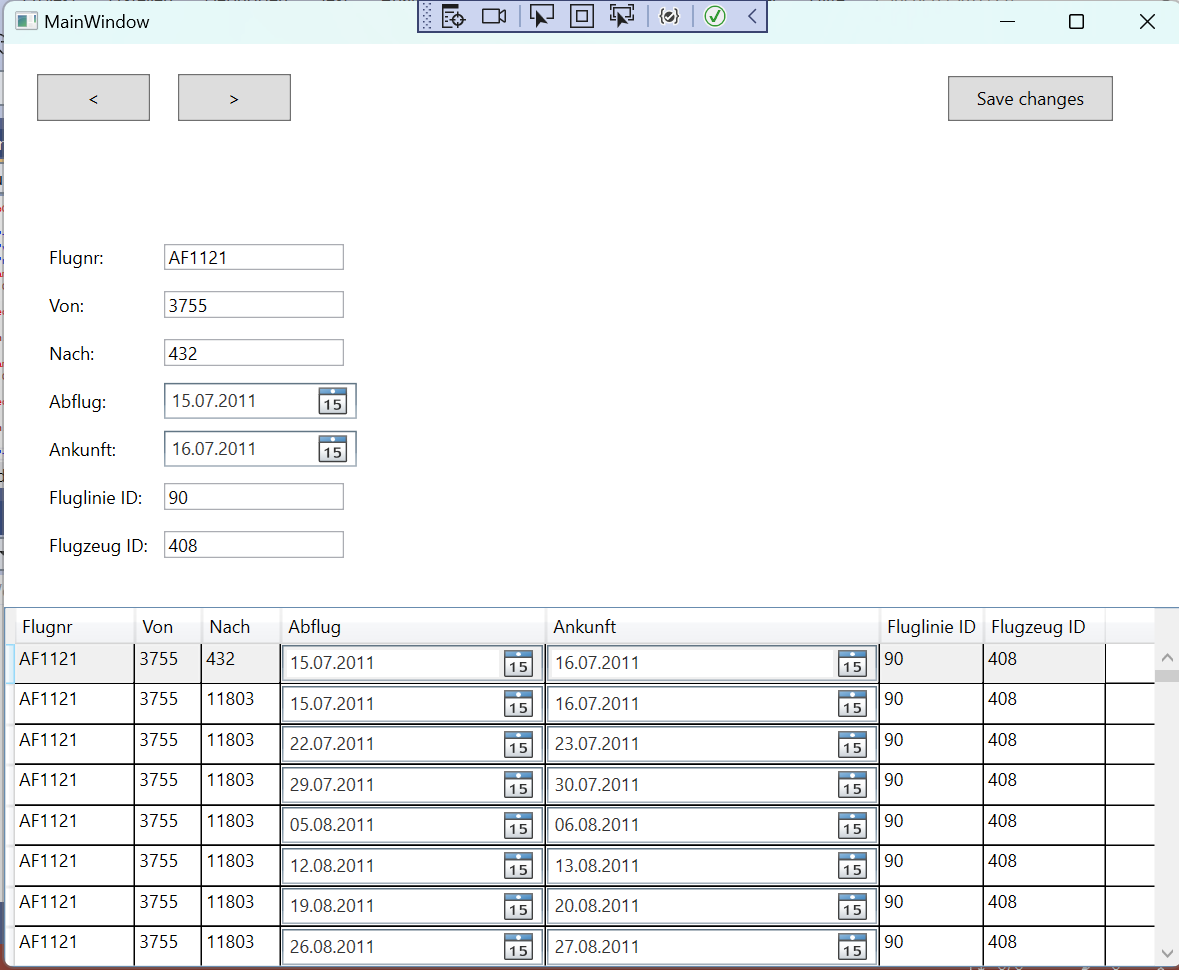 MainWindow
< > Save changes
Flugnr: AF1121
Von: 3755
Nach: 432
Abflug: 15.07.2011 15
Ankunft: 16.07.2011 15
Fluglinie ID: 90
Flugzeug ID: 408
Flugnr Von Nach Abflug Ankunft Fluglinie ID Flugzeug ID
AF1121 3755 432 15.07.2011 15 16.07.2011 15 90 408
AF1121 3755 11803 15.07.2011 15 16.07.2011 15 90 408
AF1121 3755 11803 22.07.2011 15 23.07.2011 15 90 408
AF1121 3755 11803 29.07.2011 15 30.07.2011 15 90 408
AF1121 3755 11803 05.08.2011 15 06.08.2011 15 90 408
AF1121 3755 11803 12.08.2011 15 13.08.2011 15 90 408
AF1121 3755 11803 19.08.2011 15 20.08.2011 15 90 408
AF1121 3755 11803 26.08.2011 15 27.08.2011 15 90 408